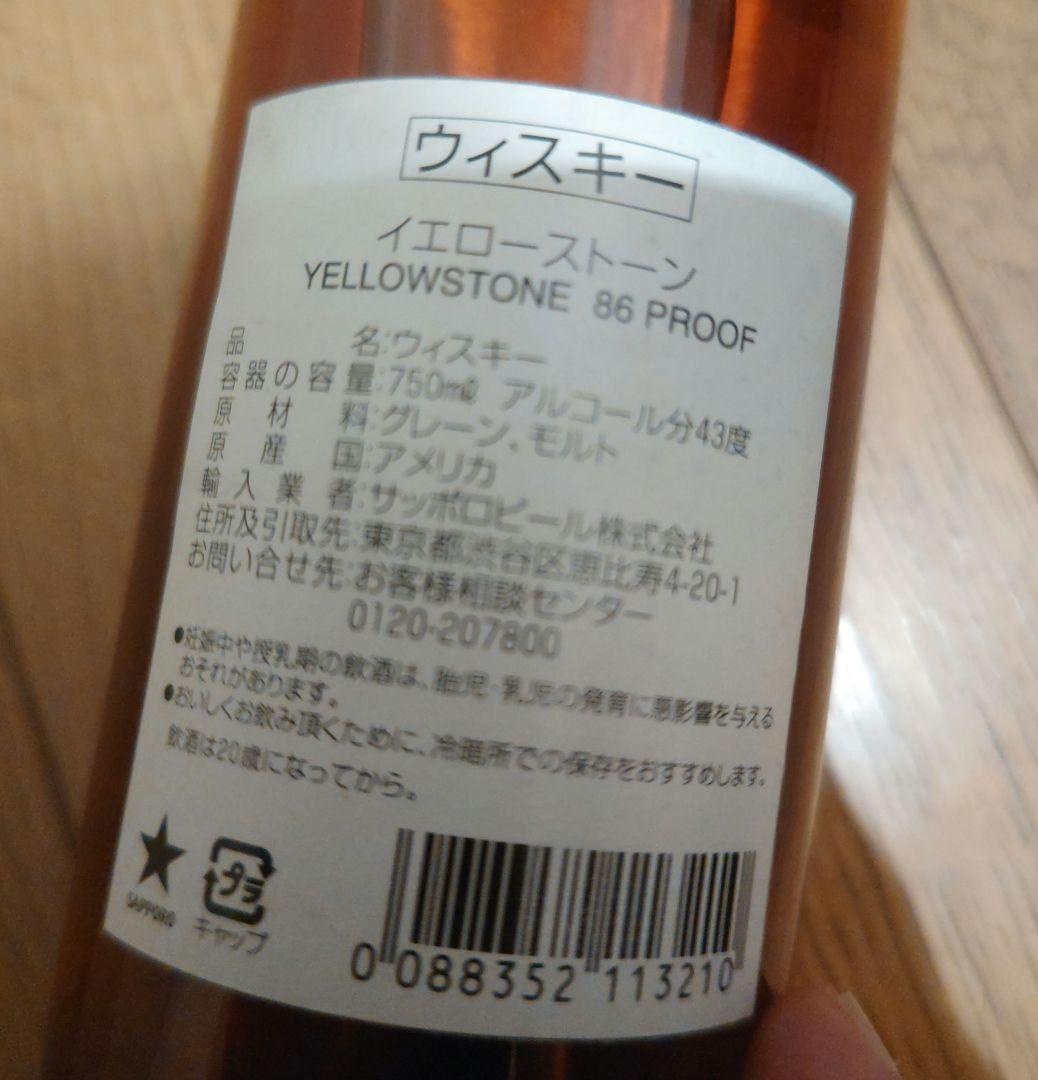 ウィスキー
イエローストーン
YELLOWSTONE 86 PROOF
品名:ウィスキー
容器の容量:750mℓ アルコール分43度
原材料:グレーン、モルト
原産国:アメリカ
輸入業者:サッポロビール株式会社
住所及引取先:東京都渋谷区恵比寿4-20-1
お問い合せ先:お客様相談センター
0120-207800
●妊娠中や授乳期の飲酒は、胎児・乳児の発育に悪影響を与える
おそれがあります。
●おいしくお飲み頂くために、冷暗所での保存をおすすめします。
飲酒は20歳になってから。
SAPPORO
プラ
キャップ
0 088352 113210